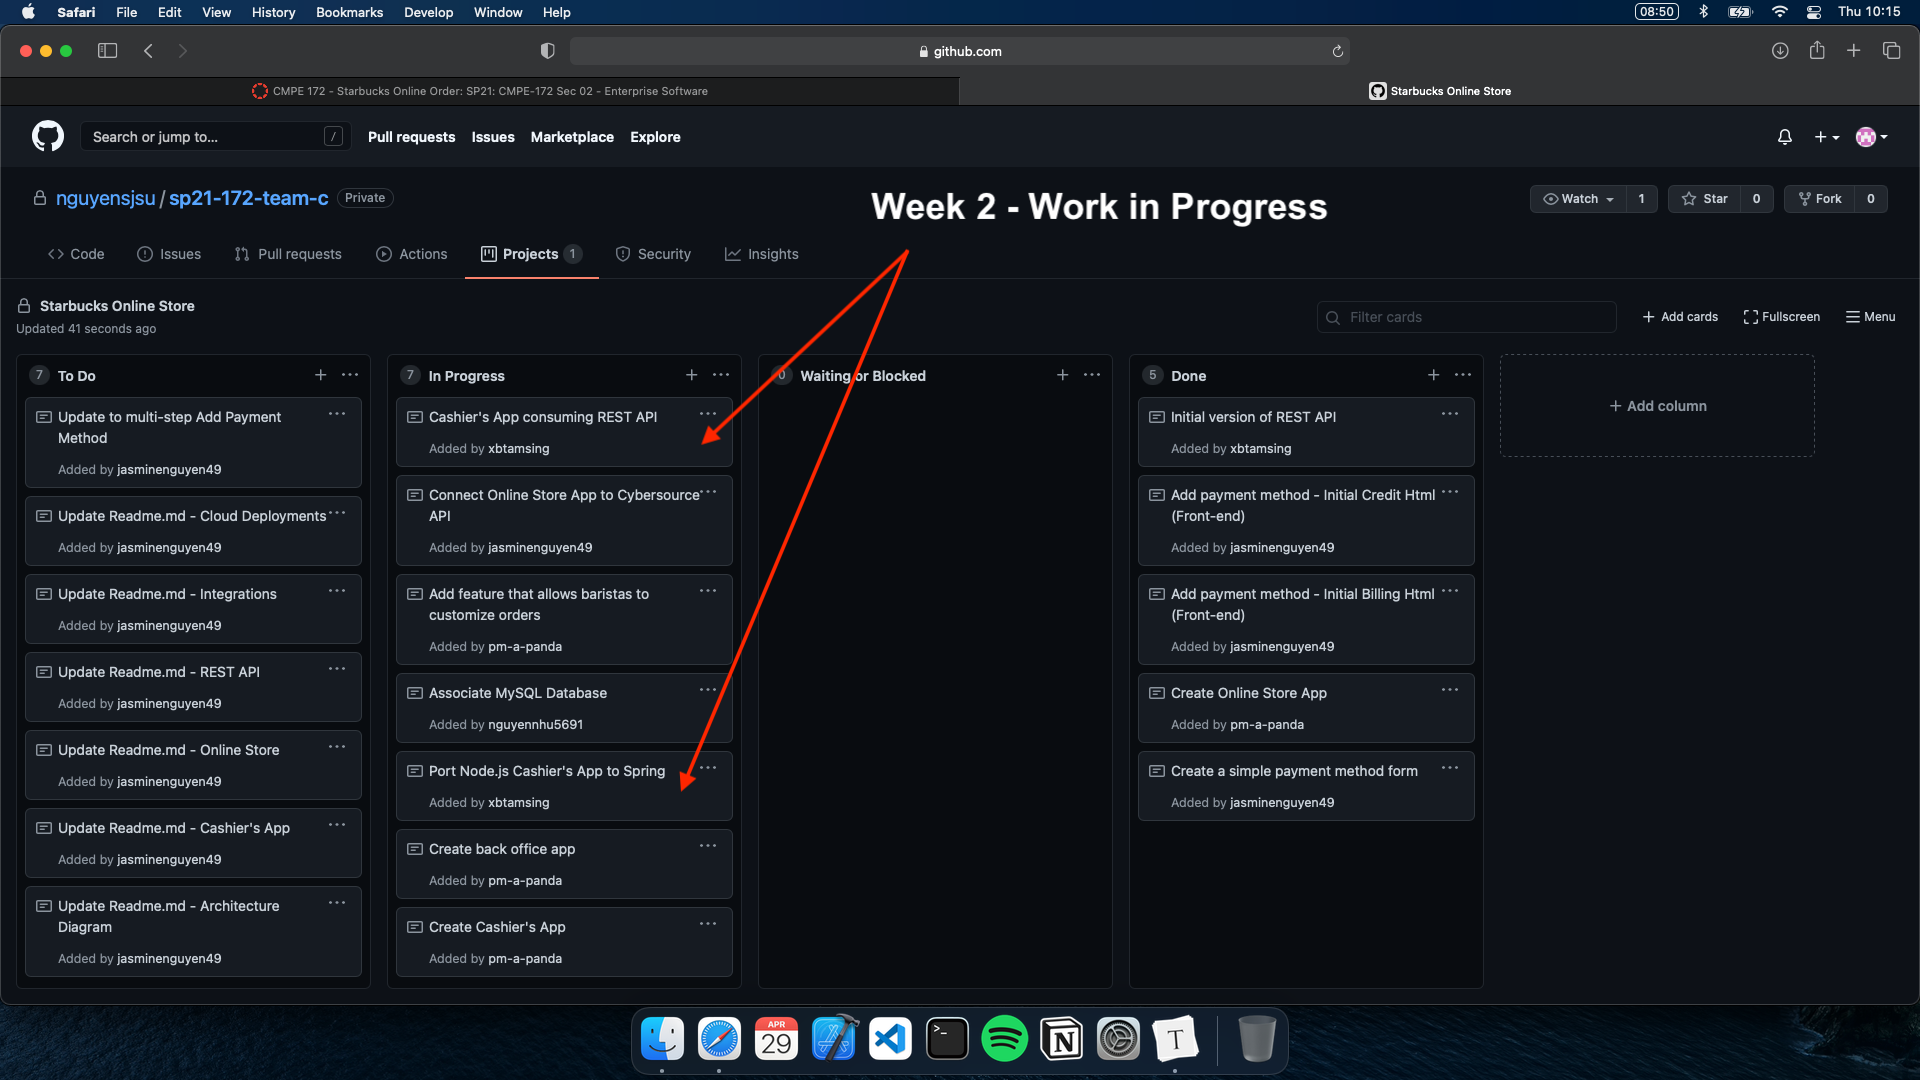 Safari File Edit View History Bookmarks Develop Window Help
08:50 Thu 10:15
github.com
CMPE 172 - Starbucks Online Order: SP21: CMPE-172 Sec 02 - Enterprise Software
Starbucks Online Store
Search or jump to... /
Pull requests Issues Marketplace Explore
nguyensjsu / sp21-172-team-c Private
Week 2 - Work in Progress
Watch 1 Star 0 Fork 0
Code Issues Pull requests Actions Projects 1 Security Insights
Starbucks Online Store
Updated 41 seconds ago
Filter cards
+ Add cards Fullscreen Menu
7 To Do
Update to multi-step Add Payment
Method
Added by jasminenguyen49
Update Readme.md - Cloud Deployments
Added by jasminenguyen49
Update Readme.md - Integrations
Added by jasminenguyen49
Update Readme.md - REST API
Added by jasminenguyen49
Update Readme.md - Online Store
Added by jasminenguyen49
Update Readme.md - Cashier's App
Added by jasminenguyen49
Update Readme.md - Architecture
Diagram
Added by jasminenguyen49
7 In Progress
Cashier's App consuming REST API
Added by xbtamsing
Connect Online Store App to Cybersource
API
Added by jasminenguyen49
Add feature that allows baristas to
customize orders
Added by pm-a-panda
Associate MySQL Database
Added by nguyennhu5691
Port Node.js Cashier's App to Spring
Added by xbtamsing
Create back office app
Added by pm-a-panda
Create Cashier's App
Added by pm-a-panda
0 Waiting or Blocked
5 Done
Initial version of REST API
Added by xbtamsing
Add payment method - Initial Credit Html
(Front-end)
Added by jasminenguyen49
Add payment method - Initial Billing Html
(Front-end)
Added by jasminenguyen49
Create Online Store App
Added by pm-a-panda
Create a simple payment method form
Added by jasminenguyen49
+ Add column
APR
29
>_
N
T